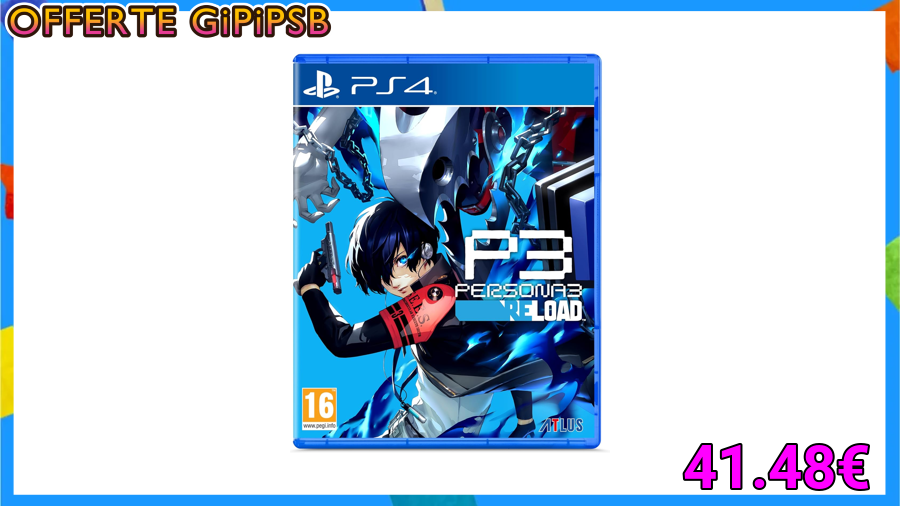 OFFERTE GiPiPSB
PS4
P3
PERSONA3
RELOAD
16
www.pegi.info
ATLUS
41.48€